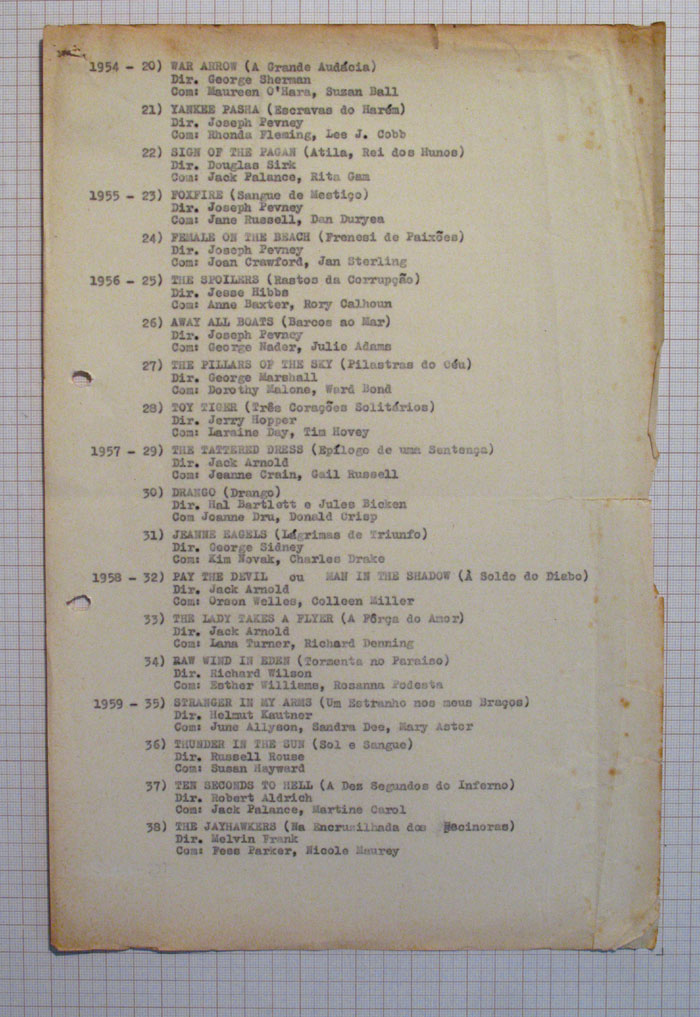 1954 - 20) WAR ARROW (A Grande Audácia)
Dir. George Sherman
Com: Maureen O'Hara, Suzan Ball
21) YANKEE PASHA (Escravas do Harém)
Dir. Joseph Pevney
Com: Rhonda Fleming, Lee J. Cobb
22) SIGN OF THE PAGAN (Atila, Rei dos Hunos)
Dir. Douglas Sirk
Com: Jack Palance, Rita Gam
1955 - 23) FOXFIRE (Sangue de Mestiço)
Dir. Joseph Pevney
Com: Jane Russell, Dan Duryea
24) FEMALE ON THE BEACH (Frenesi de Paixões)
Dir. Joseph Pevney
Com: Joan Crawford, Jan Sterling
1956 - 25) THE SPOILERS (Rastos da Corrupção)
Dir. Jesse Hibbs
Com: Anne Baxter, Rory Calhoun
26) AWAY ALL BOATS (Barcos ao Mar)
Dir. Joseph Pevney
Com: George Nader, Julie Adams
27) THE PILLARS OF THE SKY (Pilastras do Céu)
Dir. George Marshall
Com: Dorothy Malone, Ward Bond
28) TOY TIGER (Três Corações Solitários)
Dir. Jerry Hopper
Com: Laraine Day, Tim Hovey
1957 - 29) THE TATTERED DRESS (Epílogo de uma Sentença)
Dir. Jack Arnold
Com: Jeanne Crain, Gail Russell
30) DRANGO (Drango)
Dir. Hal Bartlett e Jules Bicken
Com Joanne Dru, Donald Crisp
31) JEANNE EAGELS (Lágrimas de Triunfo)
Dir. George Sidney
Com: Kim Novak, Charles Drake
1958 - 32) PAY THE DEVIL ou MAN IN THE SHADOW (À Soldo do Diabo)
Dir. Jack Arnold
Com: Orson Welles, Colleen Miller
33) THE LADY TAKES A FLYER (A Fôrça do Amor)
Dir. Jack Arnold
Com: Lana Turner, Richard Denning
34) RAW WIND IN EDEN (Tormenta no Paraiso)
Dir. Richard Wilson
Com: Esther Williams, Rosanna Podesta
1959 - 35) STRANGER IN MY ARMS (Um Estranho nos meus Braços)
Dir. Helmut Kautner
Com: June Allyson, Sandra Dee, Mary Astor
36) THUNDER IN THE SUN (Sol e Sangue)
Dir. Russell Rouse
Com: Susan Hayward
37) TEN SECONDS TO HELL (A Dez Segundos do Inferno)
Dir. Robert Aldrich
Com: Jack Palance, Martine Carol
38) THE JAYHAWKERS (Na Encruzilhada dos Facinoras)
Dir. Melvin Frank
Com: Fess Parker, Nicole Maurey